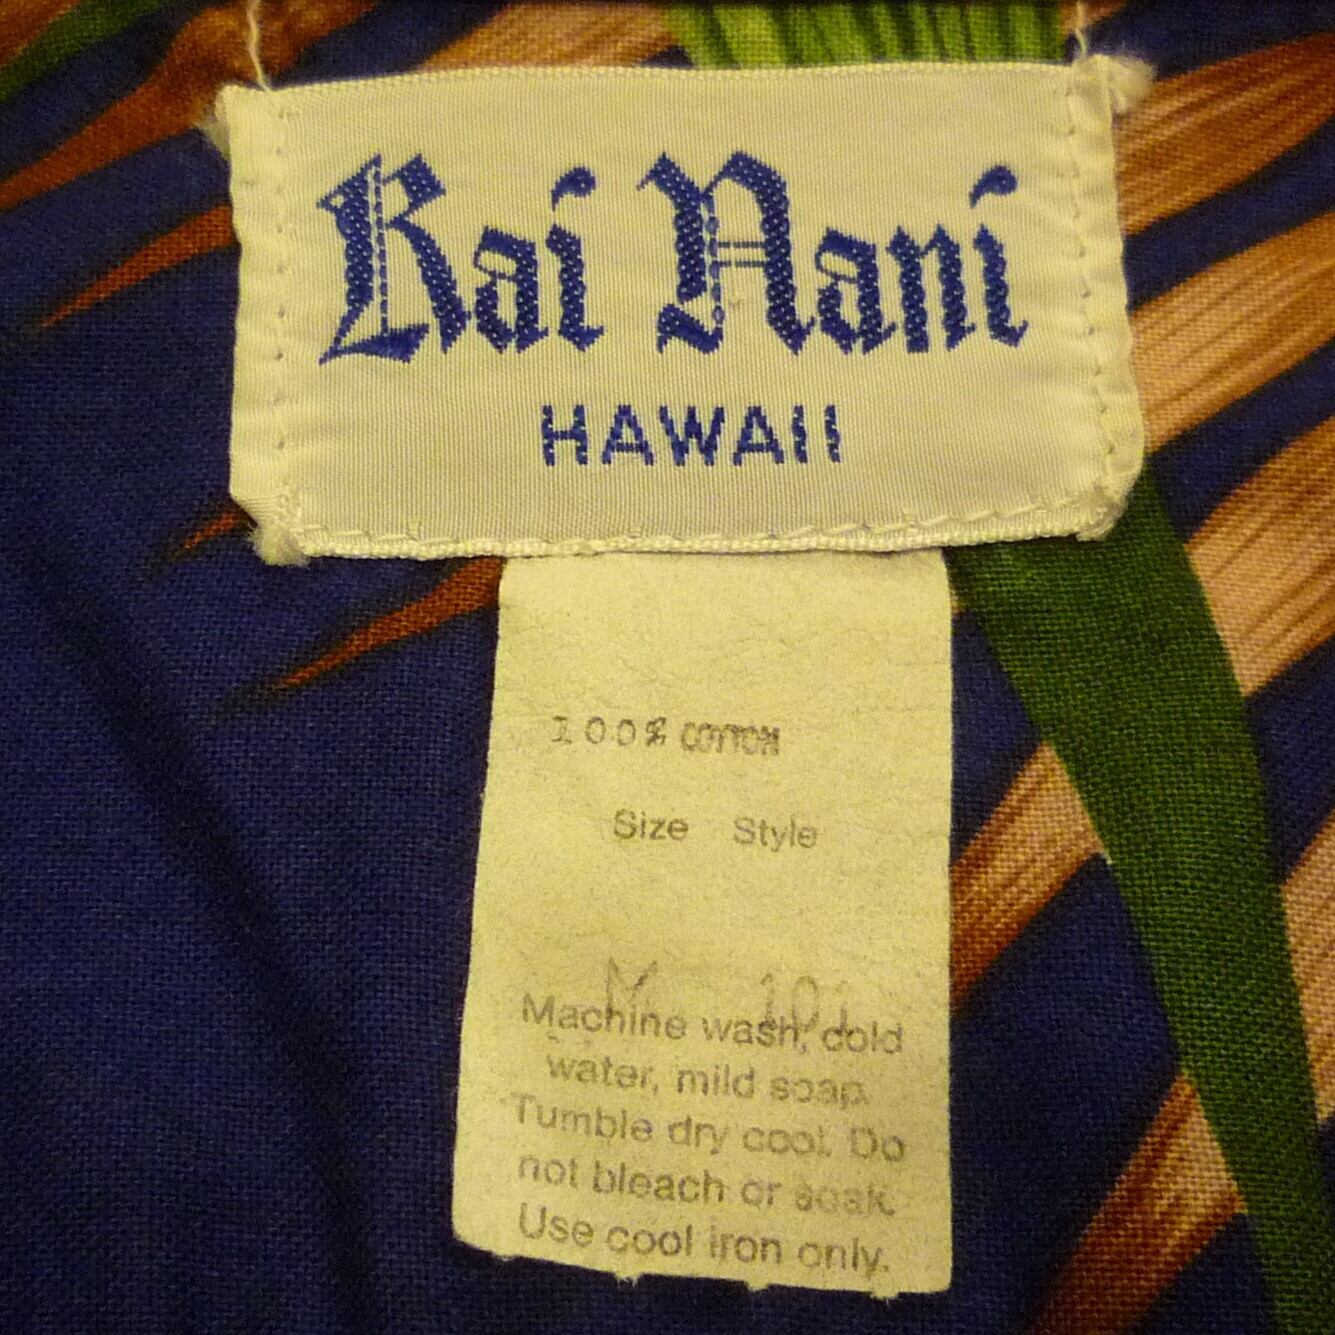 Kai Nani
HAWAII
100% COTTON
Size Style
M 101
Machine wash, cold
water, mild soap.
Tumble dry cool. Do
not bleach or soak.
Use cool iron only.